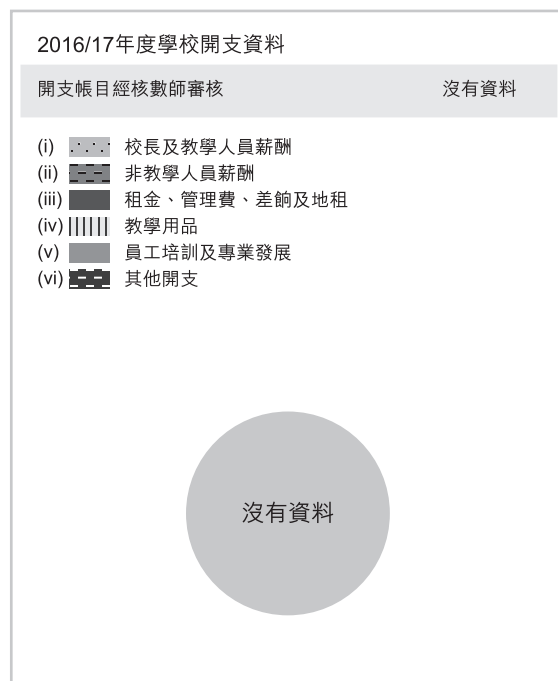 2016/17年度學校開支資料
開支帳目經核數師審核 沒有資料
(i) 校長及教學人員薪酬
(ii) 非教學人員薪酬
(iii) 租金、管理費、差餉及地租
(iv) 教學用品
(v) 員工培訓及專業發展
(vi) 其他開支
沒有資料